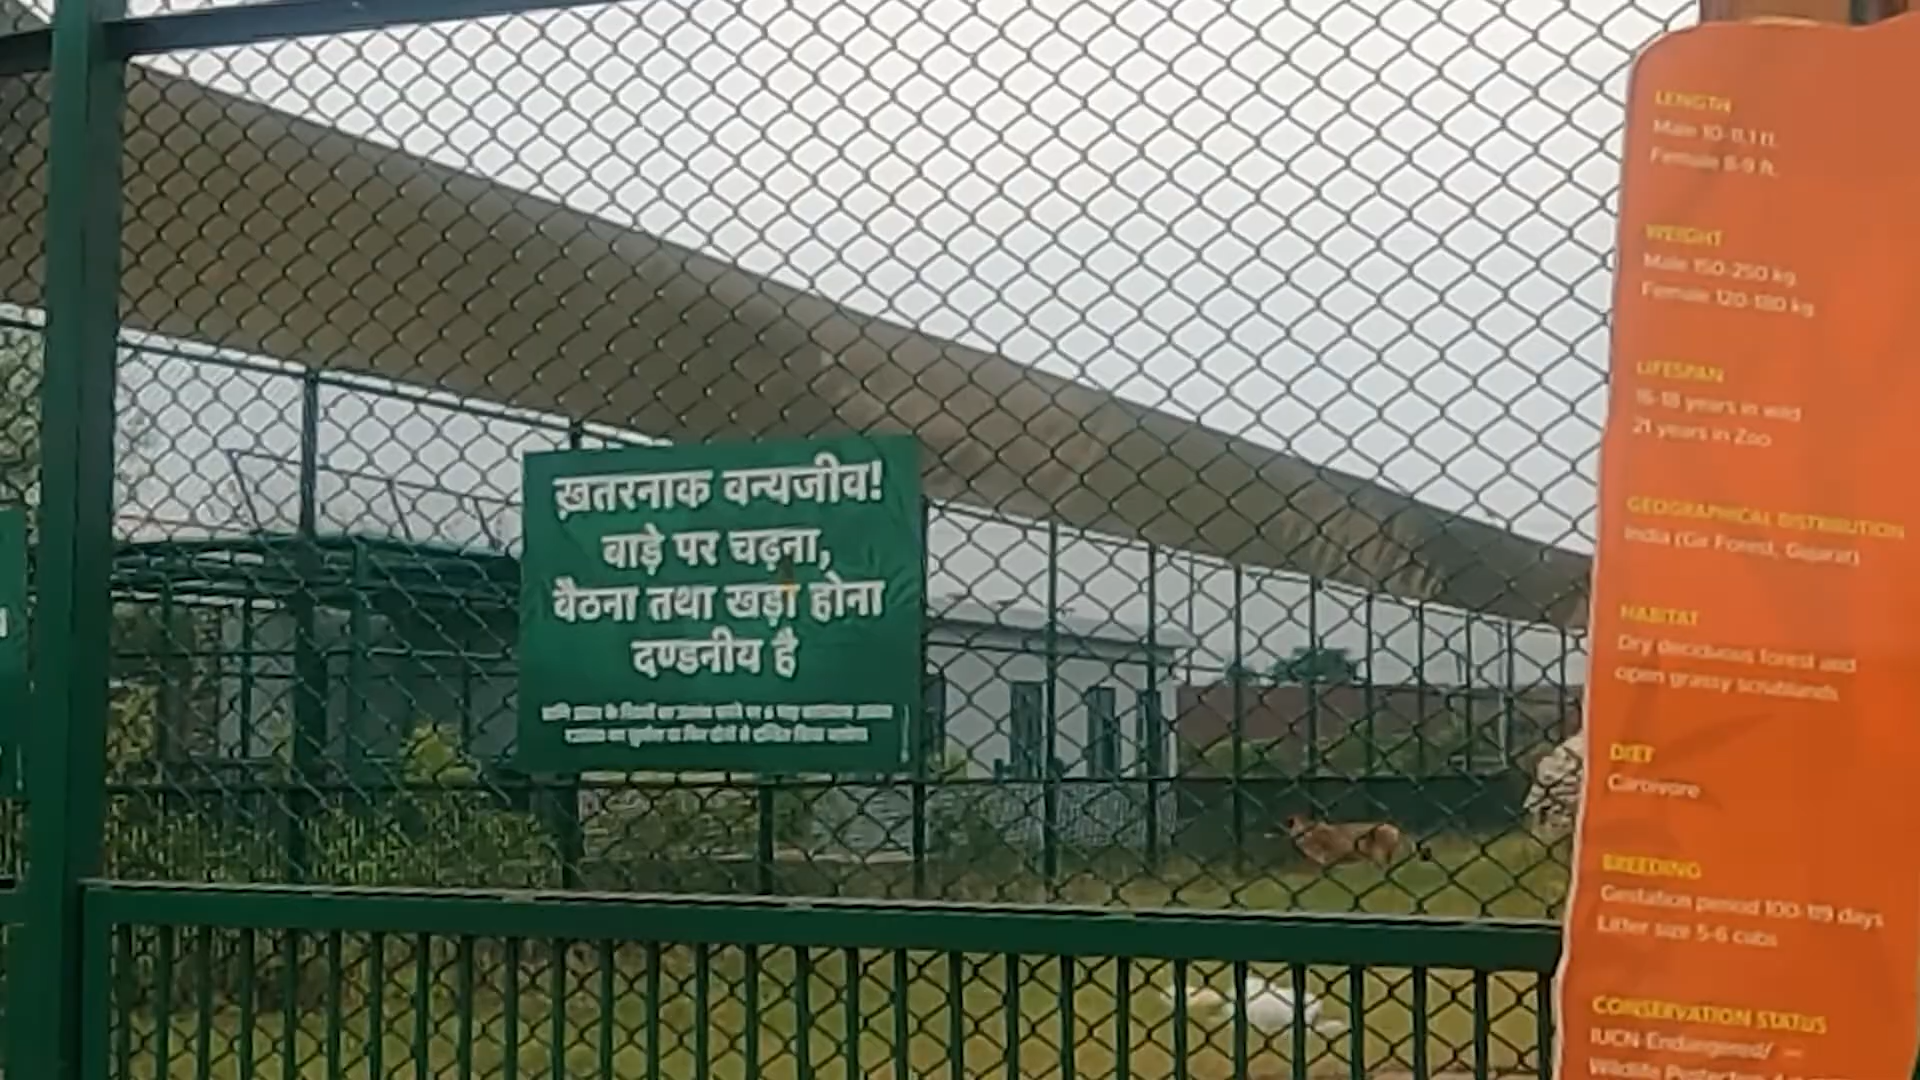 ख़तरनाक वन्यजीव!
वाड़े पर चढ़ना,
बैठना तथा खड़ा होना
दण्डनीय है
LENGTH
Male 10-11.1 ft.
Female 8-9 ft.
WEIGHT
Male 150-250 kg
Female 120-180 kg
LIFESPAN
16-18 years in wild
21 years in Zoo
GEOGRAPHICAL DISTRIBUTION
India (Gir Forest, Gujarat)
HABITAT
Dry deciduous forest and
open grassy scrublands
DIET
Carnivore
BREEDING
Gestation period 100-119 days
Litter size 5-6 cubs
CONSERVATION STATUS
IUCN-Endangered/
Wildlife Protection